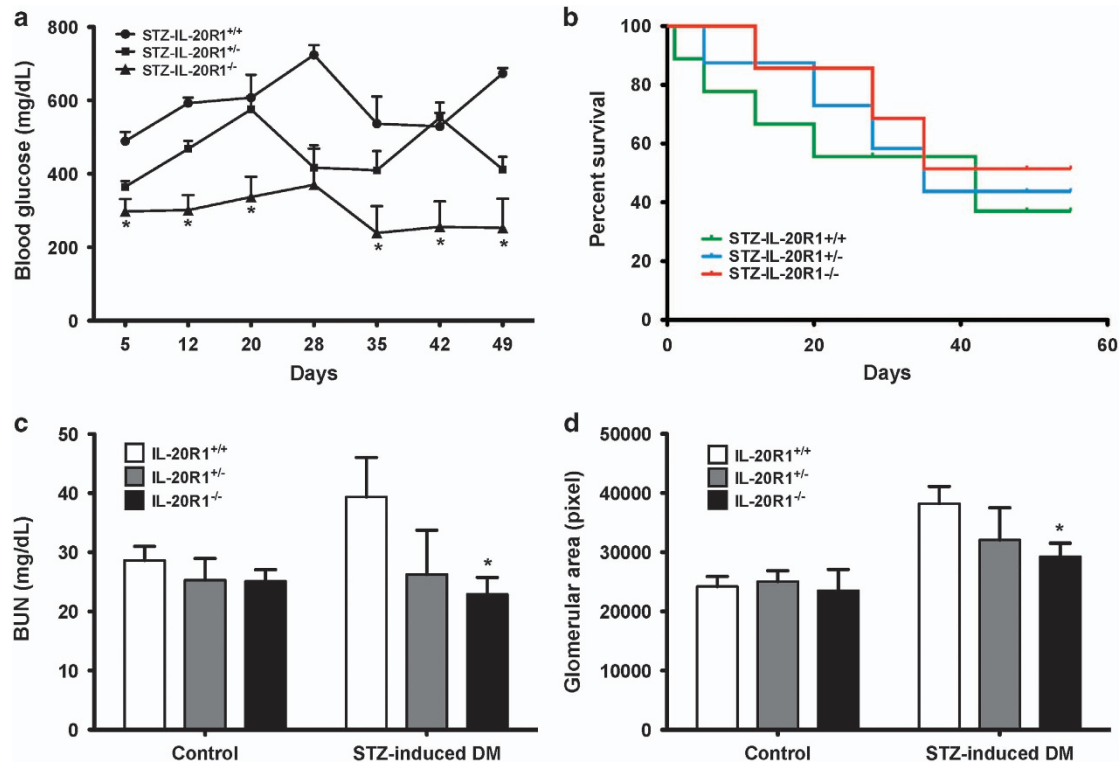 a
STZ-IL-20R1+/+
STZ-IL-20R1+/-
STZ-IL-20R1-/-
Blood glucose (mg/dL)
800
600
400
200
0
* * * * * *
5 12 20 28 35 42 49
Days
b
Percent survival
100
80
60
40
20
0
STZ-IL-20R1+/+
STZ-IL-20R1+/-
STZ-IL-20R1-/-
0 20 40 60
Days
c
IL-20R1+/+
IL-20R1+/-
IL-20R1-/-
BUN (mg/dL)
50
40
30
20
10
0
*
Control STZ-induced DM
d
IL-20R1+/+
IL-20R1+/-
IL-20R1-/-
Glomerular area (pixel)
50000
40000
30000
20000
10000
0
*
Control STZ-induced DM